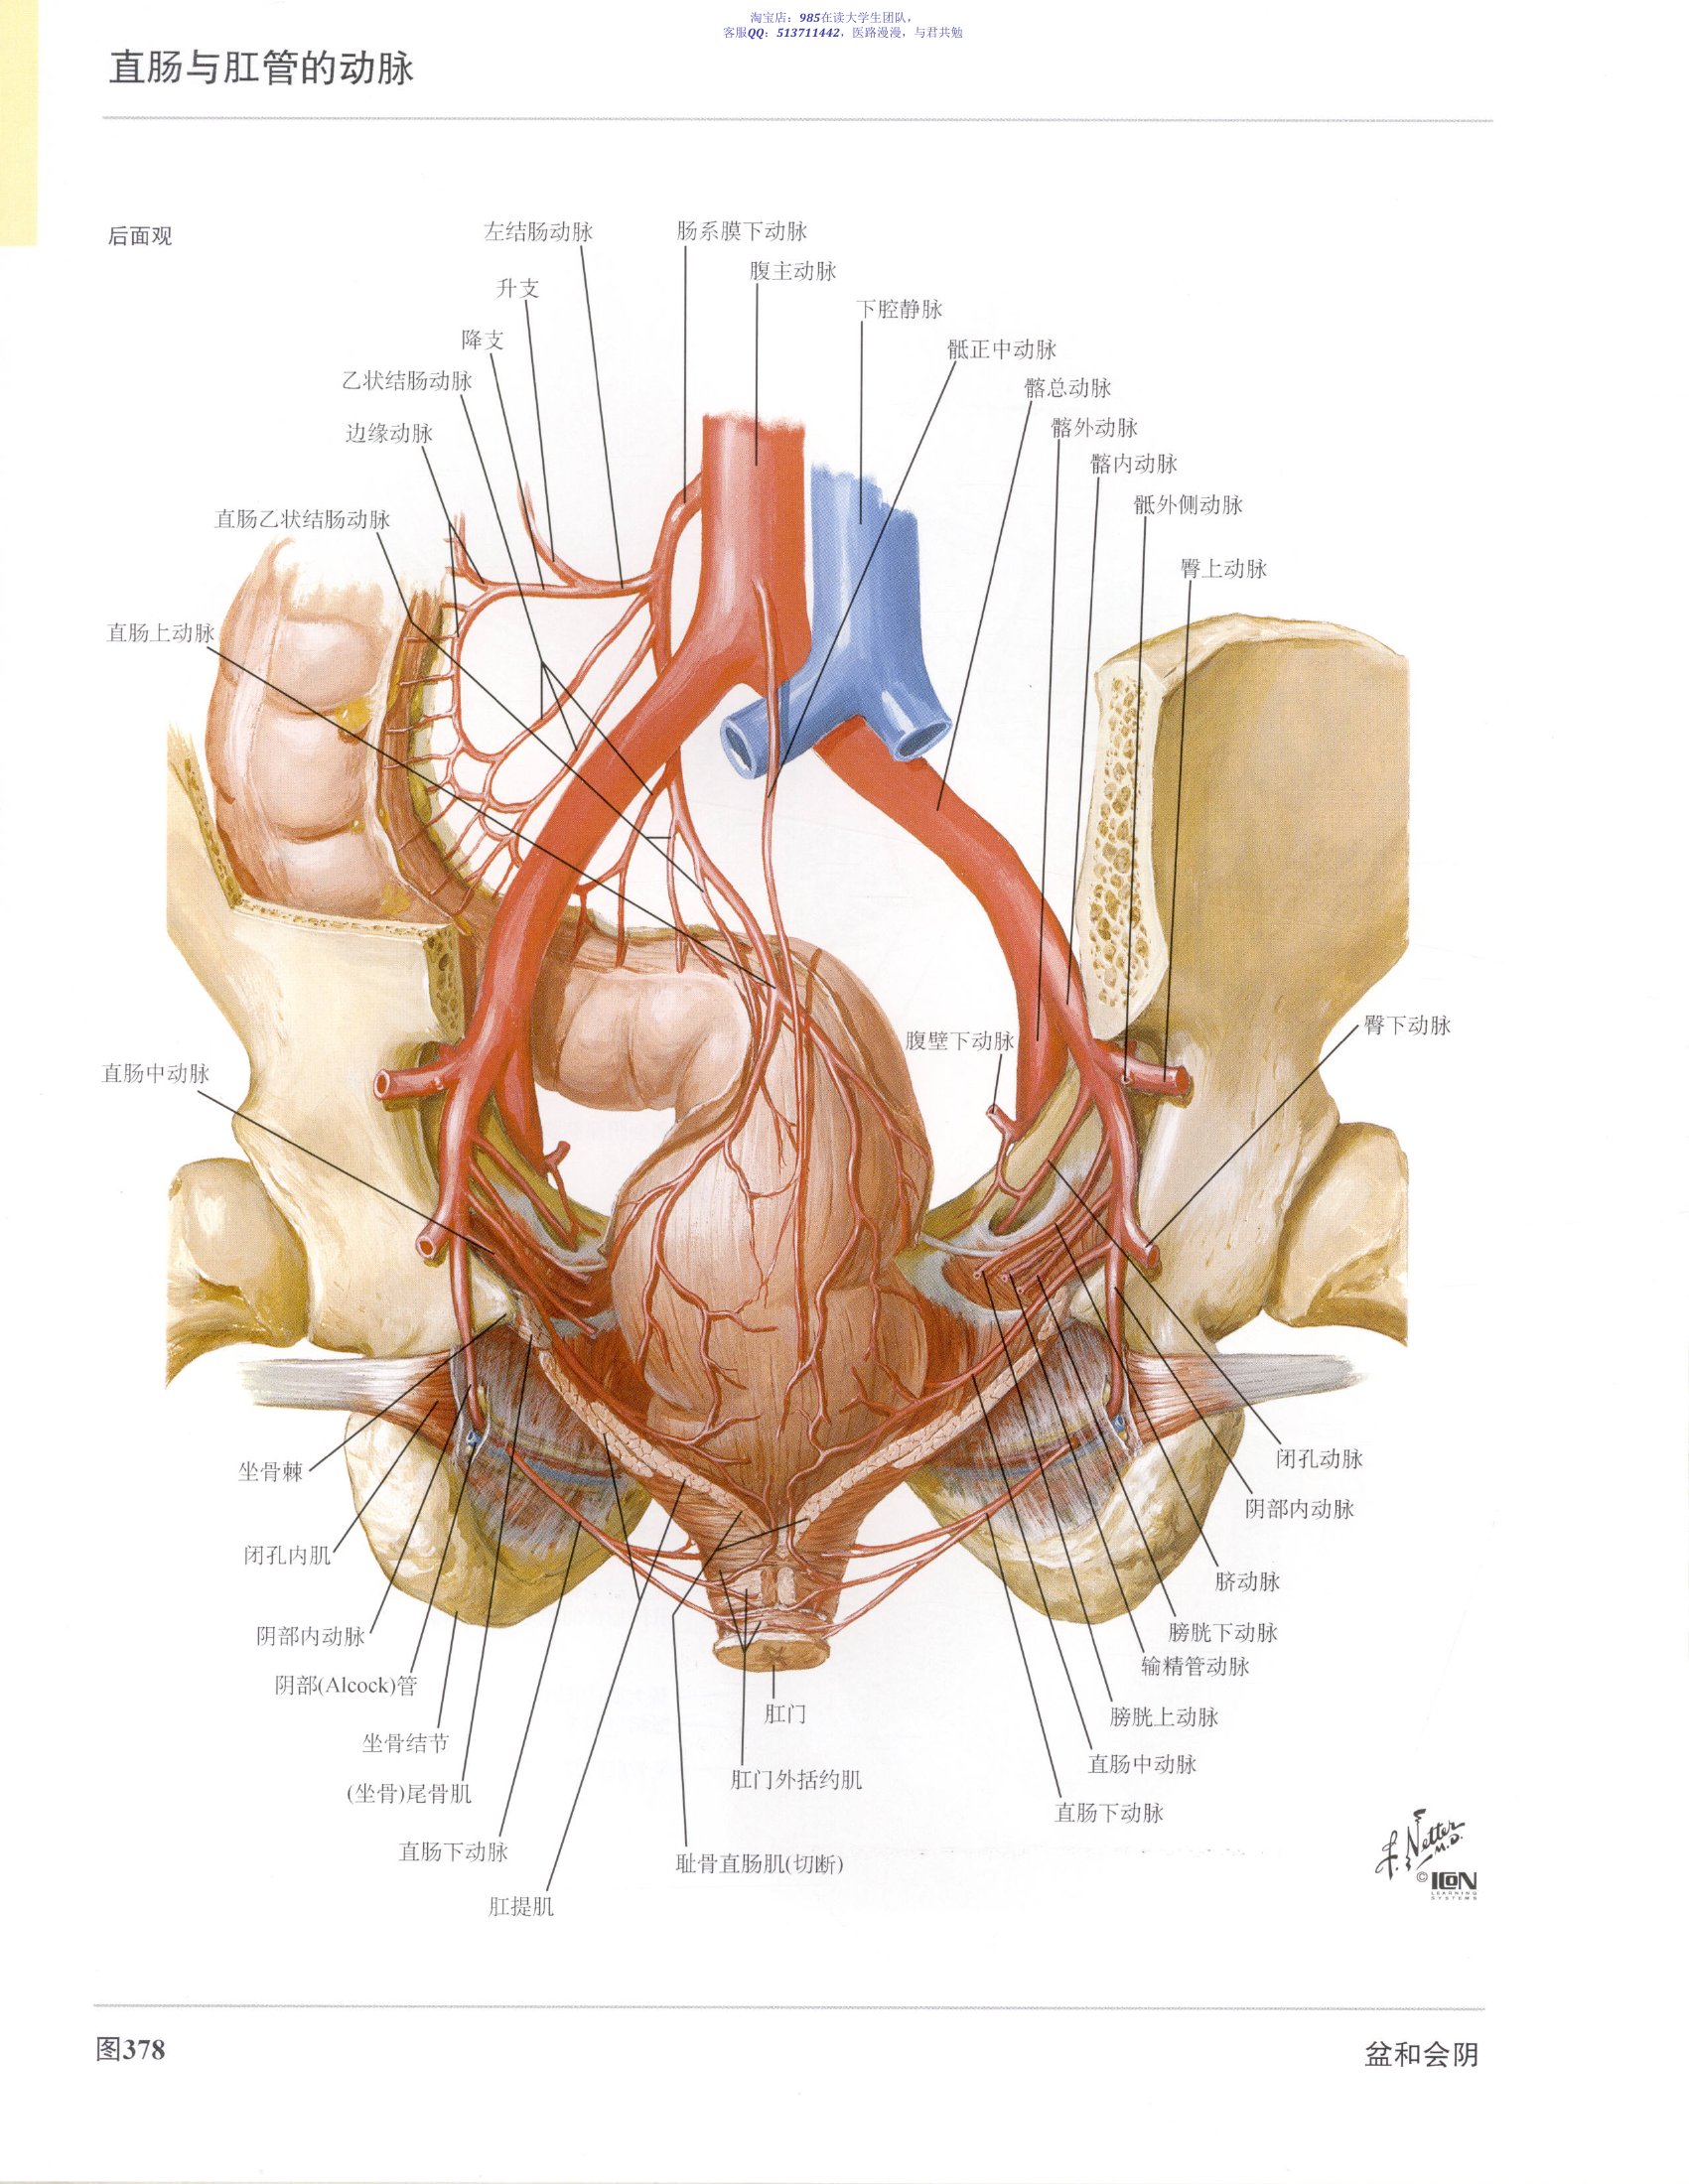 淘宝店：985在读大学生团队，
客服QQ：513711442，医路漫漫，与君共勉
直肠与肛管的动脉
后面观
左结肠动脉
肠系膜下动脉
腹主动脉
升支
下腔静脉
降支
骶正中动脉
乙状结肠动脉
髂总动脉
边缘动脉
髂外动脉
髂内动脉
骶外侧动脉
直肠乙状结肠动脉
臀上动脉
直肠上动脉
臀下动脉
腹壁下动脉
直肠中动脉
闭孔动脉
坐骨棘
阴部内动脉
闭孔内肌
脐动脉
膀胱下动脉
阴部内动脉
输精管动脉
阴部(Alcock)管
肛门
膀胱上动脉
坐骨结节
直肠中动脉
肛门外括约肌
(坐骨)尾骨肌
直肠下动脉
直肠下动脉
耻骨直肠肌(切断)
肛提肌
F. Netter
M.D.
© ICON
LEARNING
SYSTEMS
图378
盆和会阴